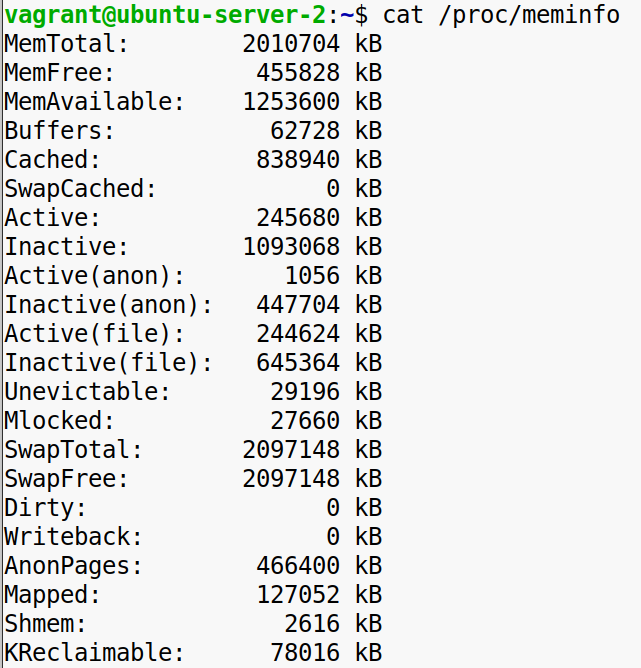 vagrant@ubuntu-server-2:~$ cat /proc/meminfo
MemTotal:        2010704 kB
MemFree:          455828 kB
MemAvailable:    1253600 kB
Buffers:           62728 kB
Cached:           838940 kB
SwapCached:            0 kB
Active:           245680 kB
Inactive:        1093068 kB
Active(anon):       1056 kB
Inactive(anon):   447704 kB
Active(file):     244624 kB
Inactive(file):   645364 kB
Unevictable:       29196 kB
Mlocked:           27660 kB
SwapTotal:       2097148 kB
SwapFree:        2097148 kB
Dirty:                 0 kB
Writeback:             0 kB
AnonPages:        466400 kB
Mapped:           127052 kB
Shmem:              2616 kB
KReclaimable:      78016 kB